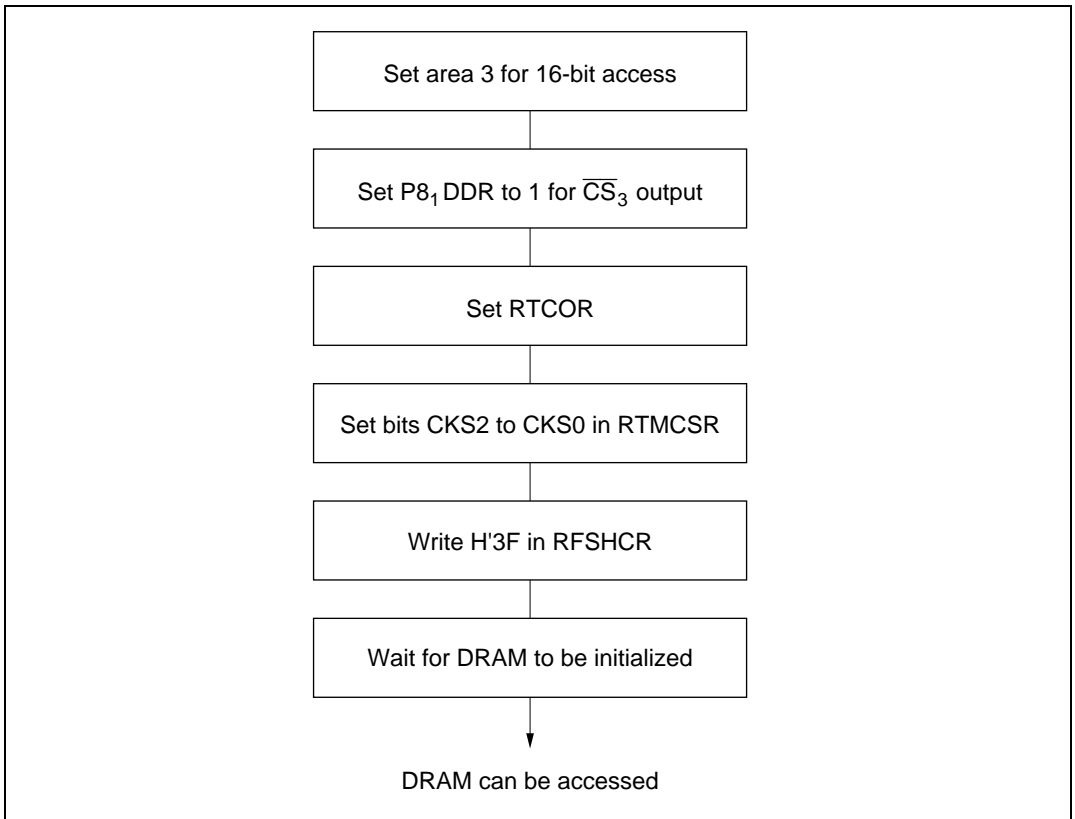 Set area 3 for 16-bit access
Set P8₁ DDR to 1 for C̅S̅₃ output
Set RTCOR
Set bits CKS2 to CKS0 in RTMCSR
Write H'3F in RFSHCR
Wait for DRAM to be initialized
DRAM can be accessed